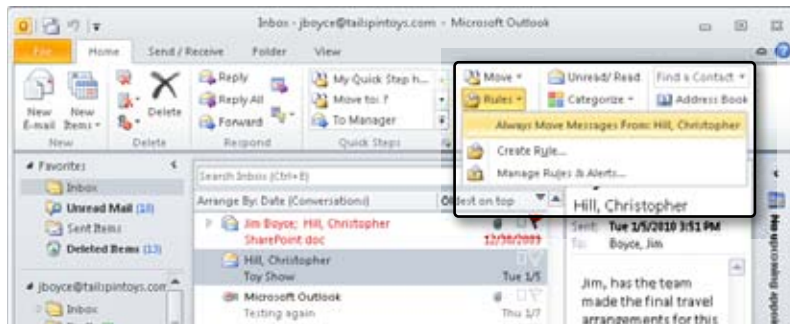 Inbox - jboyce@tailspintoys.com - Microsoft Outlook
File Home Send / Receive Folder View
New E-mail
New Items
Delete
Reply
Reply All
Forward
My Quick Step h...
Move to: ?
To Manager
Move
Rules
Unread/ Read
Categorize
Find a Contact
Address Book
New Delete Respond Quick Steps
Always Move Messages From: Hill, Christopher
Create Rule...
Manage Rules & Alerts...
Favorites
Inbox
Unread Mail (10)
Sent Items
Deleted Items (13)
jboyce@tailspintoys.com
Inbox
Search Inbox (Ctrl+E)
Arrange By: Date (Conversations) Oldest on top
Jim Boyce; Hill, Christopher
SharePoint doc 12/30/2009
Hill, Christopher
Toy Show Tue 1/5
Microsoft Outlook
Testing again Thu 1/7
Hill, Christopher
Sent: Tue 1/5/2010 3:51 PM
To: Boyce, Jim
Jim, has the team
made the final travel
arrangements for this
No upcoming appoi